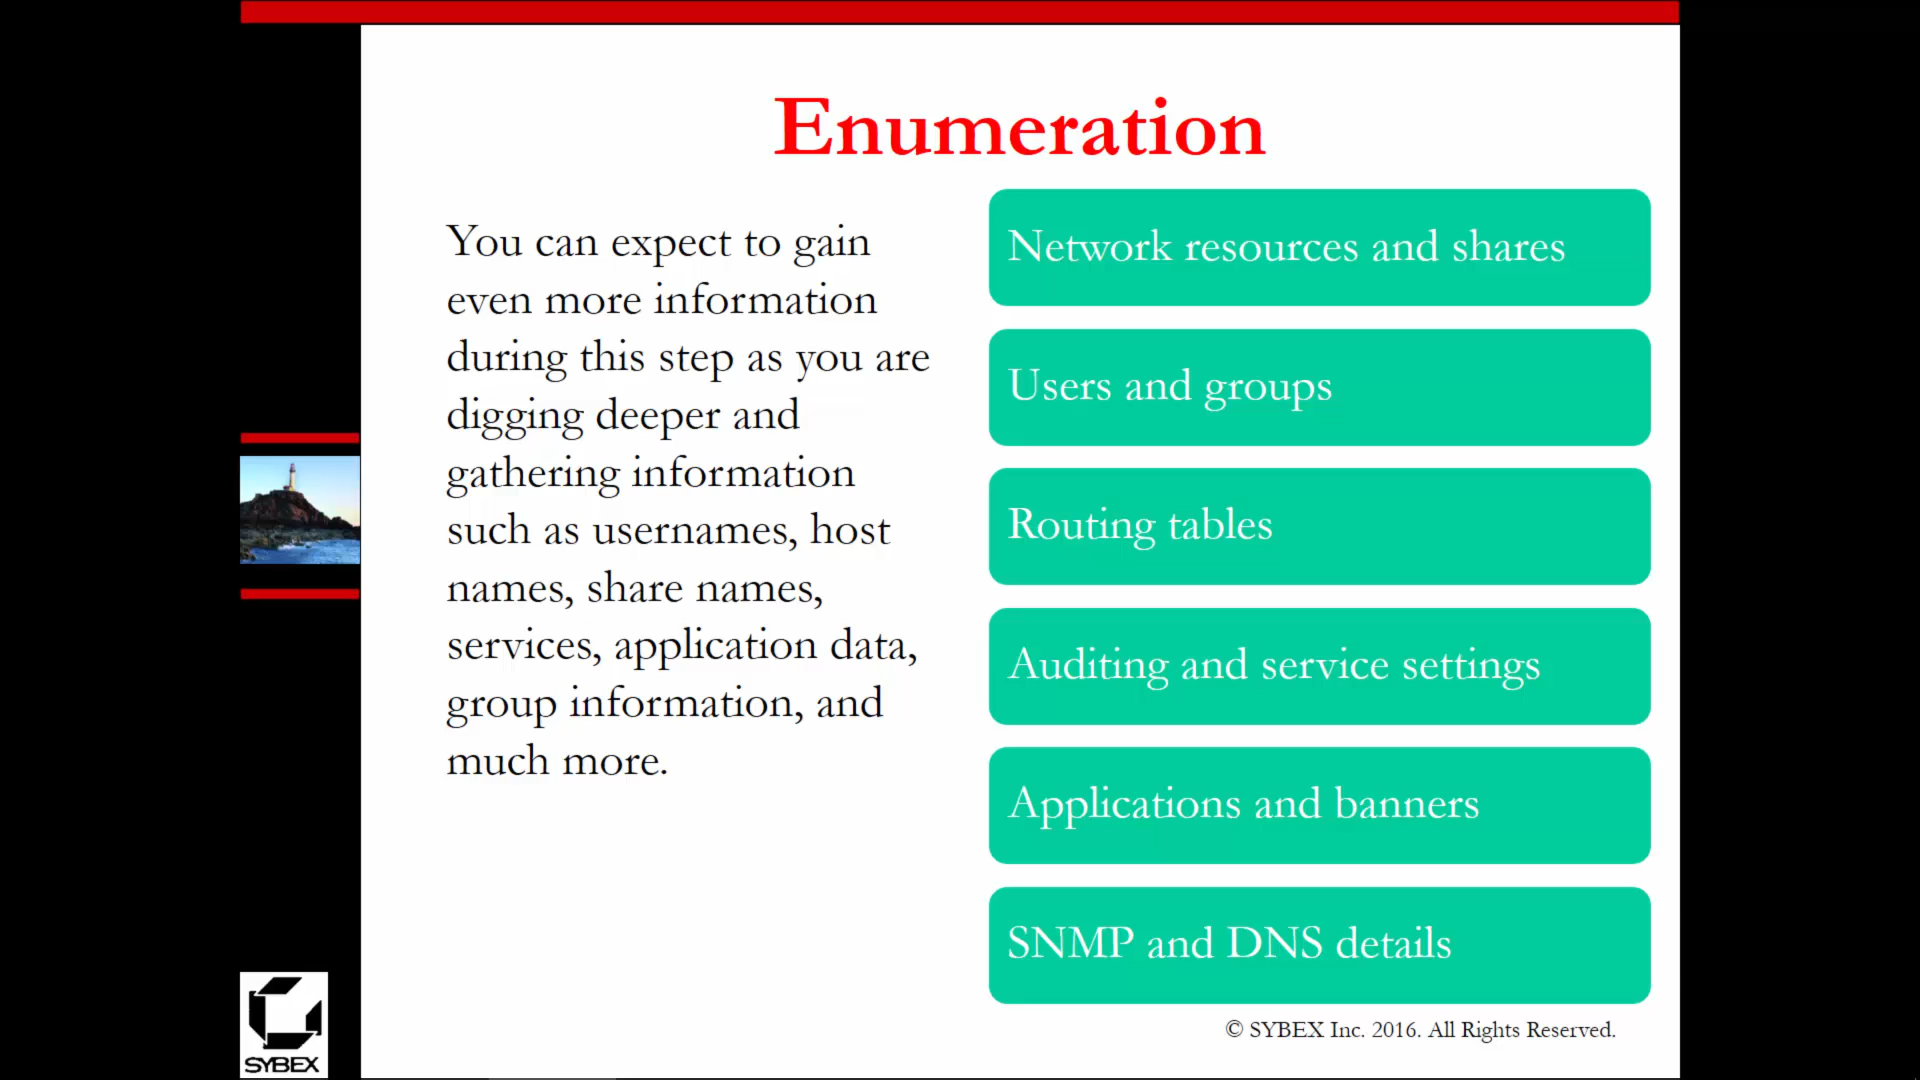 Enumeration
You can expect to gain
even more information
during this step as you are
digging deeper and
gathering information
such as usernames, host
names, share names,
services, application data,
group information, and
much more.
Network resources and shares
Users and groups
Routing tables
Auditing and service settings
Applications and banners
SNMP and DNS details
© SYBEX Inc. 2016. All Rights Reserved.
SYBEX